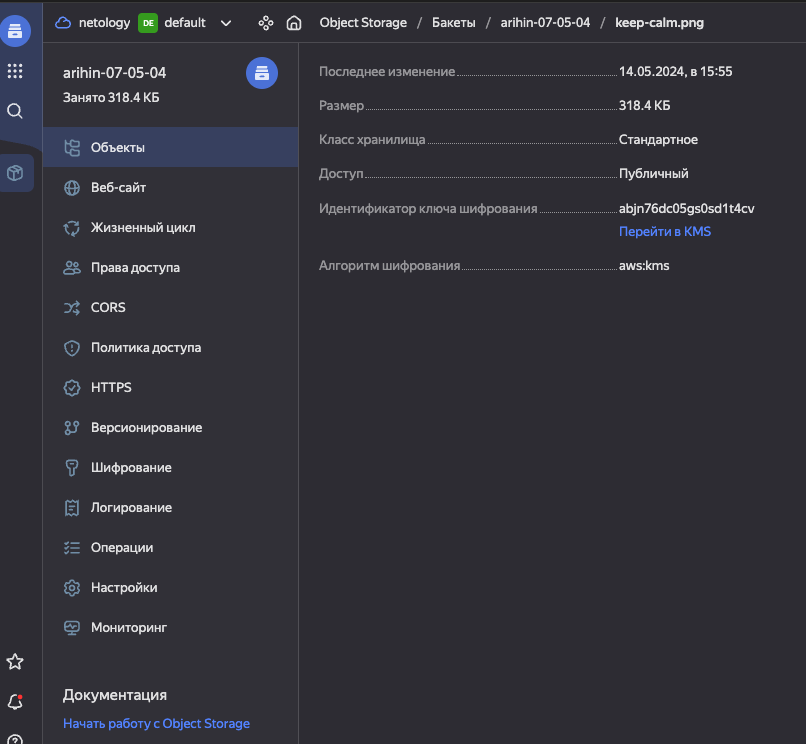 netology DE default Object Storage / Бакеты / arihin-07-05-04 / keep-calm.png
arihin-07-05-04
Занято 318.4 КБ
Объекты
Веб-сайт
Жизненный цикл
Права доступа
CORS
Политика доступа
HTTPS
Версионирование
Шифрование
Логирование
Операции
Настройки
Мониторинг
Документация
Начать работу с Object Storage
Последнее изменение 14.05.2024, в 15:55
Размер 318.4 КБ
Класс хранилища Стандартное
Доступ Публичный
Идентификатор ключа шифрования abjn76dc05gs0sd1t4cv
Перейти в KMS
Алгоритм шифрования aws:kms